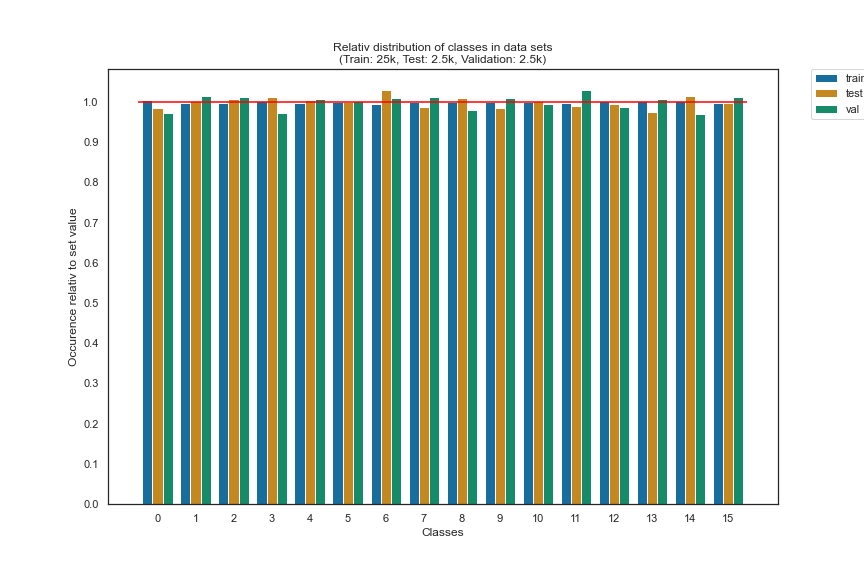 Relativ distribution of classes in data sets
(Train: 25k, Test: 2.5k, Validation: 2.5k)
train
test
val
1.0
0.9
0.8
0.7
0.6
0.5
0.4
0.3
0.2
0.1
0.0
Occurence relativ to set value
0 1 2 3 4 5 6 7 8 9 10 11 12 13 14 15
Classes